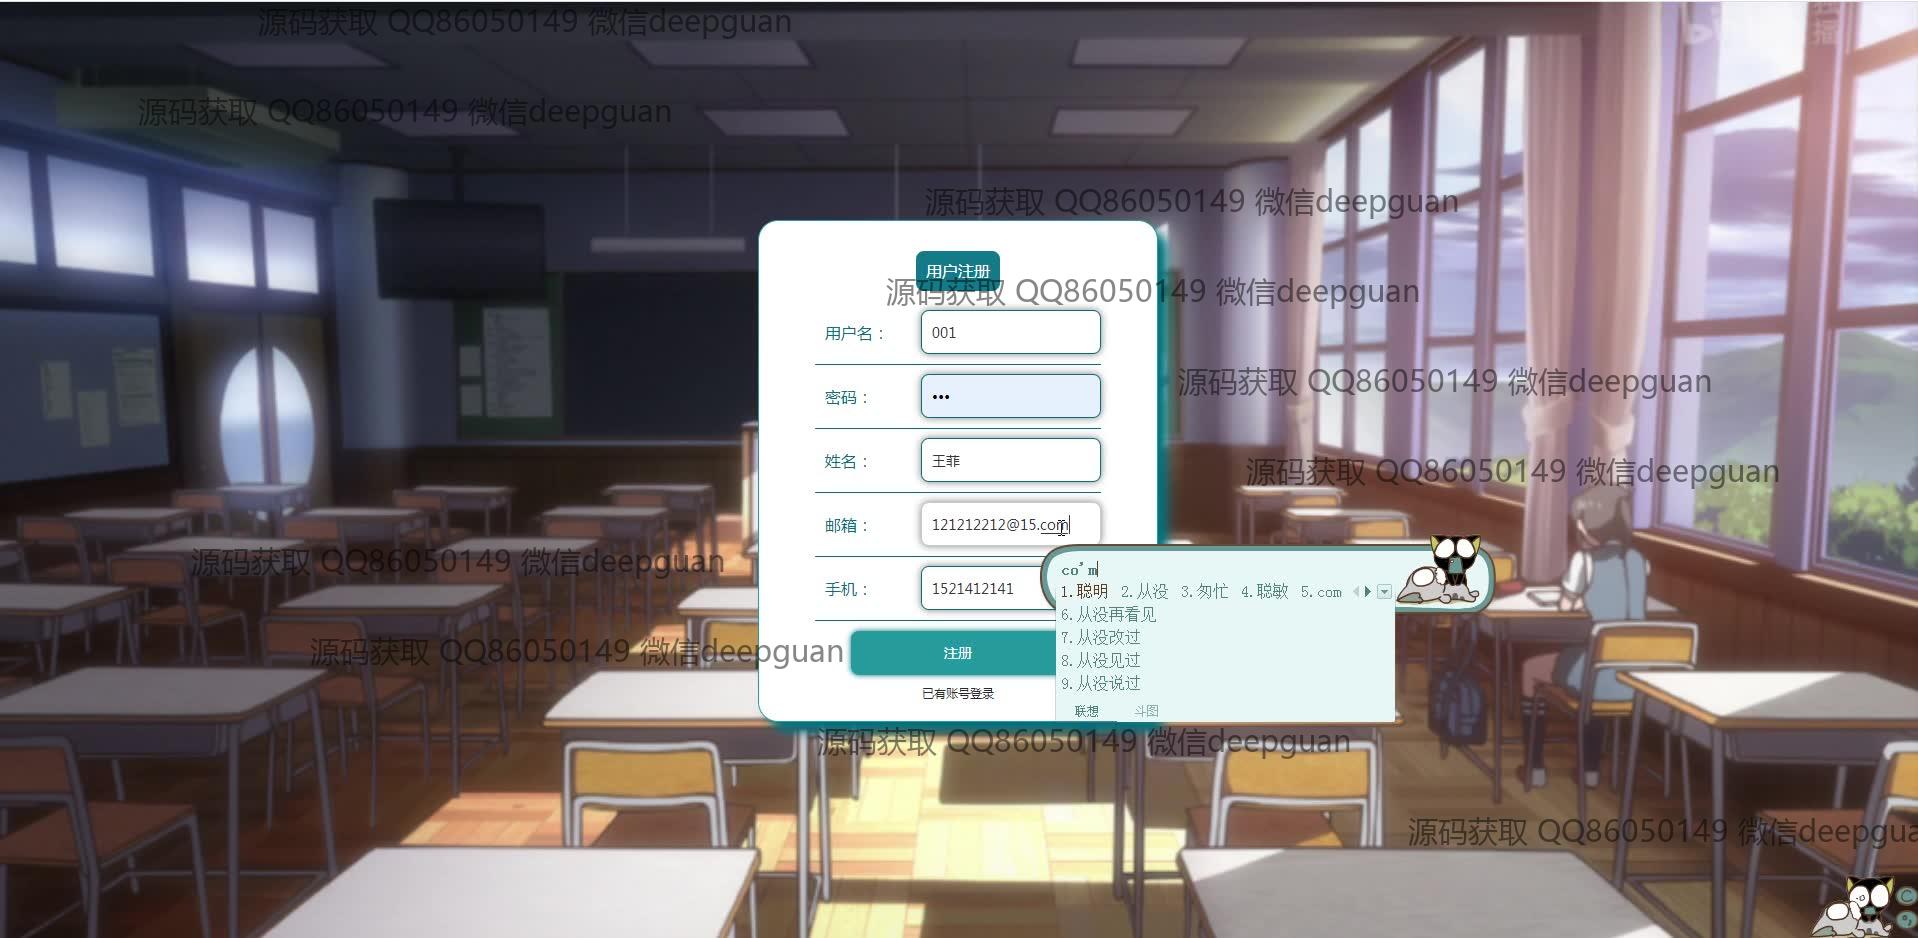 源码获取 QQ86050149 微信deepguan
源码获取 QQ86050149 微信deepguan
源码获取 QQ86050149 微信deepguan
用户注册
源码获取 QQ86050149 微信deepguan
用户名：
001
源码获取 QQ86050149 微信deepguan
密码：
•••
姓名：
王菲
源码获取 QQ86050149 微信deepguan
邮箱：
121212212@15.com
源码获取 QQ86050149 微信deepguan
手机：
1521412141
co'm
1.聪明 2.从没 3.匆忙 4.聪敏 5.com
6.从没再看见
7.从没改过
8.从没见过
9.从没说过
联想 斗图
源码获取 QQ86050149 微信deepguan
注册
已有账号登录
源码获取 QQ86050149 微信deepguan
源码获取 QQ86050149 微信deepgua